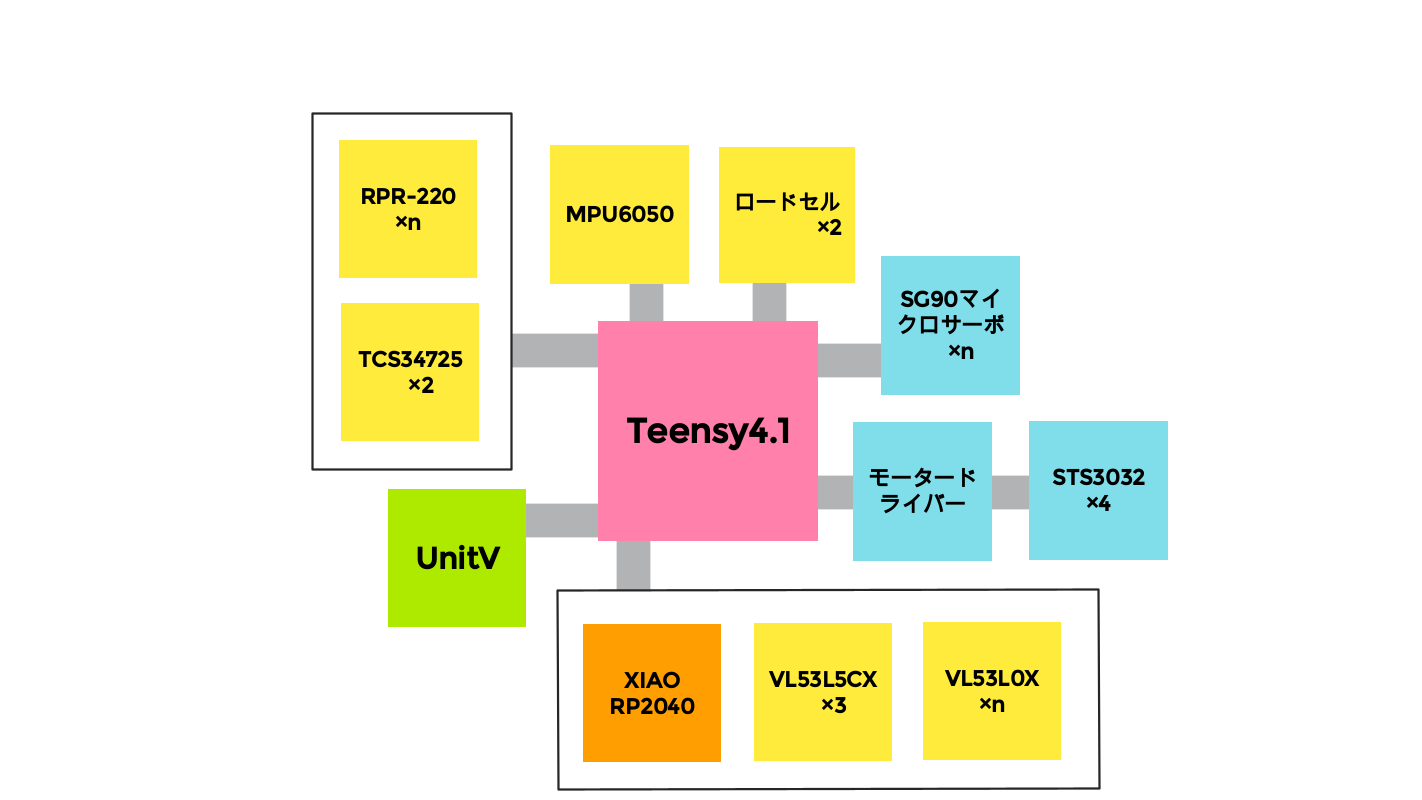 RPR-220
×n
TCS34725
×2
MPU6050
ロードセル
×2
SG90マイ
クロサーボ
×n
Teensy4.1
モータード
ライバー
STS3032
×4
UnitV
XIAO
RP2040
VL53L5CX
×3
VL53L0X
×n